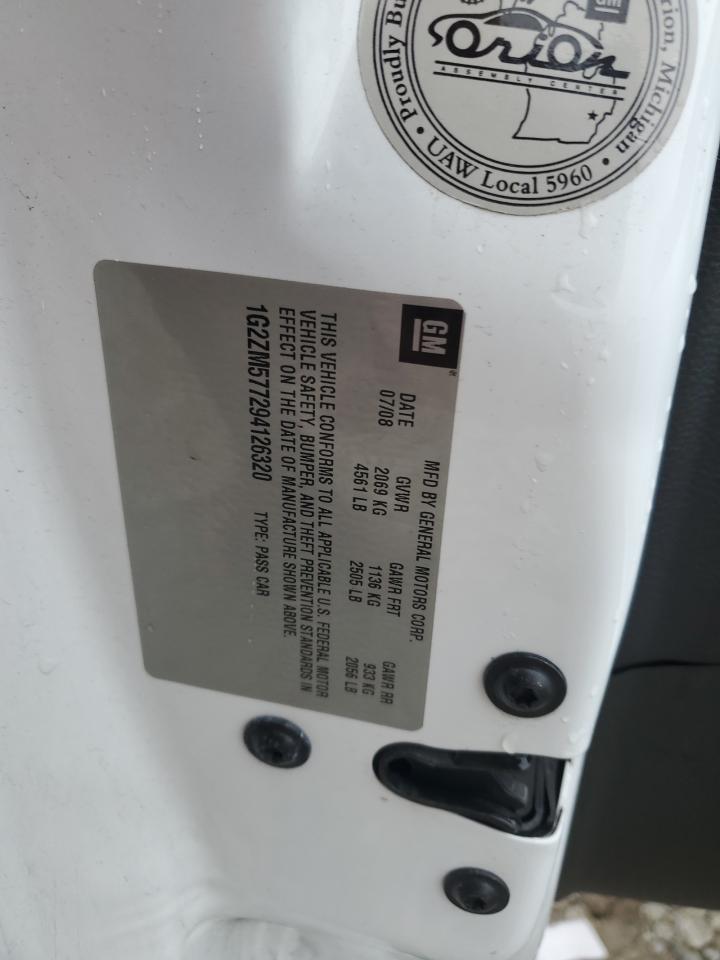 Proudly Bu
rion, Michigan
Orion
ASSEMBLY CENTER
• UAW Local 5960 •
GM
MFD BY GENERAL MOTORS CORP.
DATE GVWR GAWR FRT GAWR RR
07/08 2069 KG 1136 KG 933 KG
4561 LB 2505 LB 2056 LB
THIS VEHICLE CONFORMS TO ALL APPLICABLE U.S. FEDERAL MOTOR
VEHICLE SAFETY, BUMPER, AND THEFT PREVENTION STANDARDS IN
EFFECT ON THE DATE OF MANUFACTURE SHOWN ABOVE.
1G2ZM577294126320 TYPE: PASS CAR